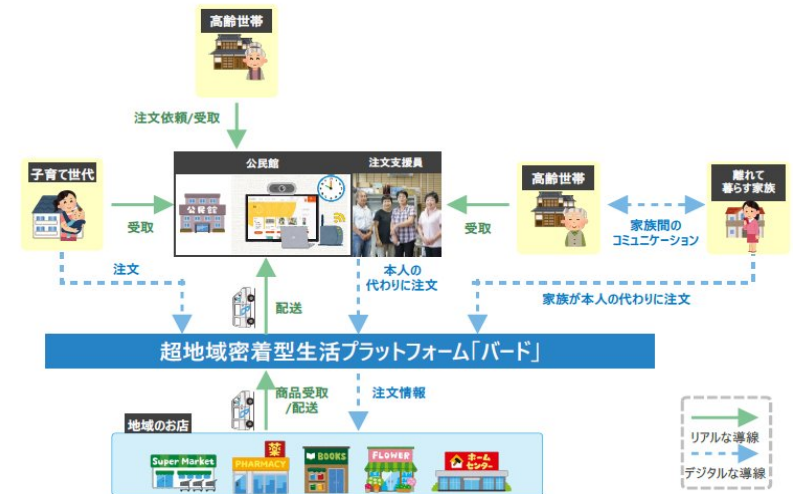 高齢世帯
注文依頼/受取
公民館
注文支援員
子育て世代
公民館
高齢世帯
離れて
暮らす家族
受取
受取
家族間の
コミュニケーション
注文
本人の
代わりに注文
配送
家族が本人の代わりに注文
超地域密着型生活プラットフォーム「バード」
商品受取
/配送
注文情報
地域のお店
Super Market
薬
PHARMACY
BOOKS
FLOWER
ホーム
センター
リアルな導線
デジタルな導線